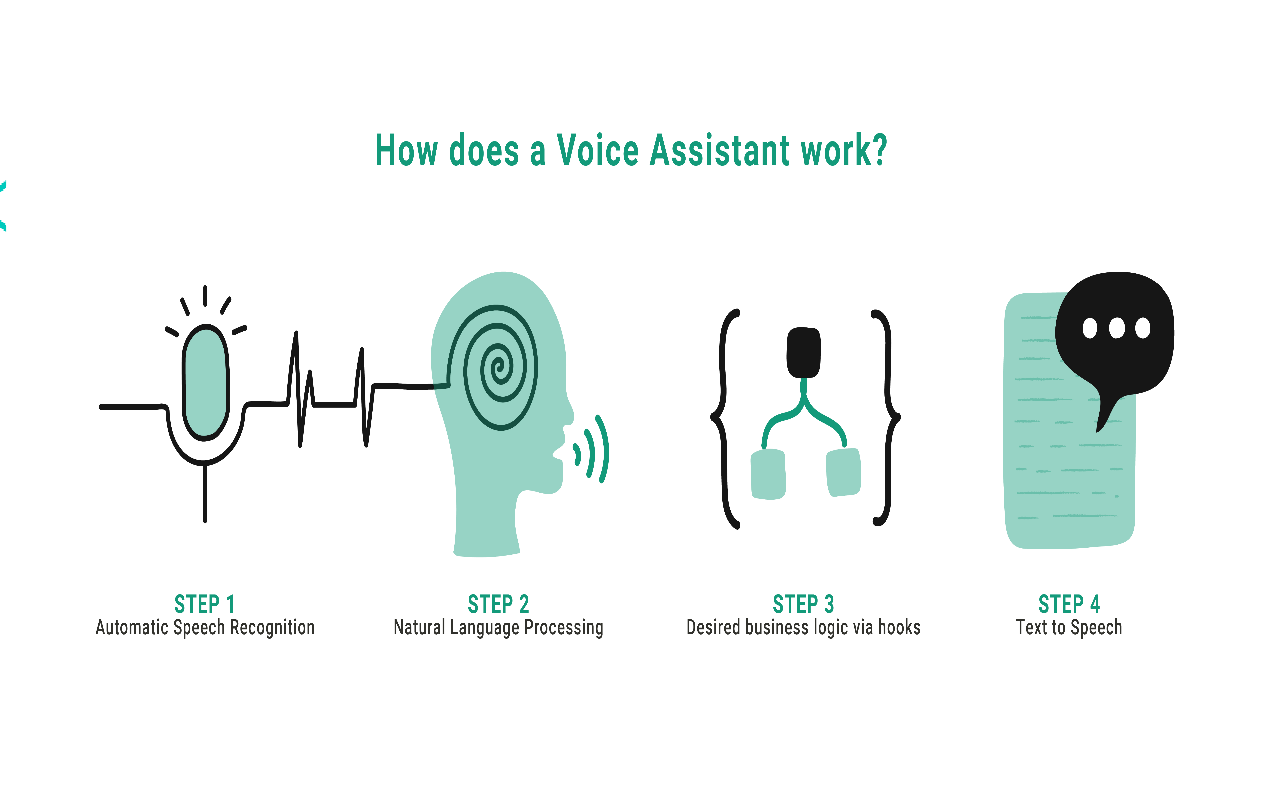 How does a Voice Assistant work?
STEP 1
Automatic Speech Recognition
STEP 2
Natural Language Processing
STEP 3
Desired business logic via hooks
STEP 4
Text to Speech